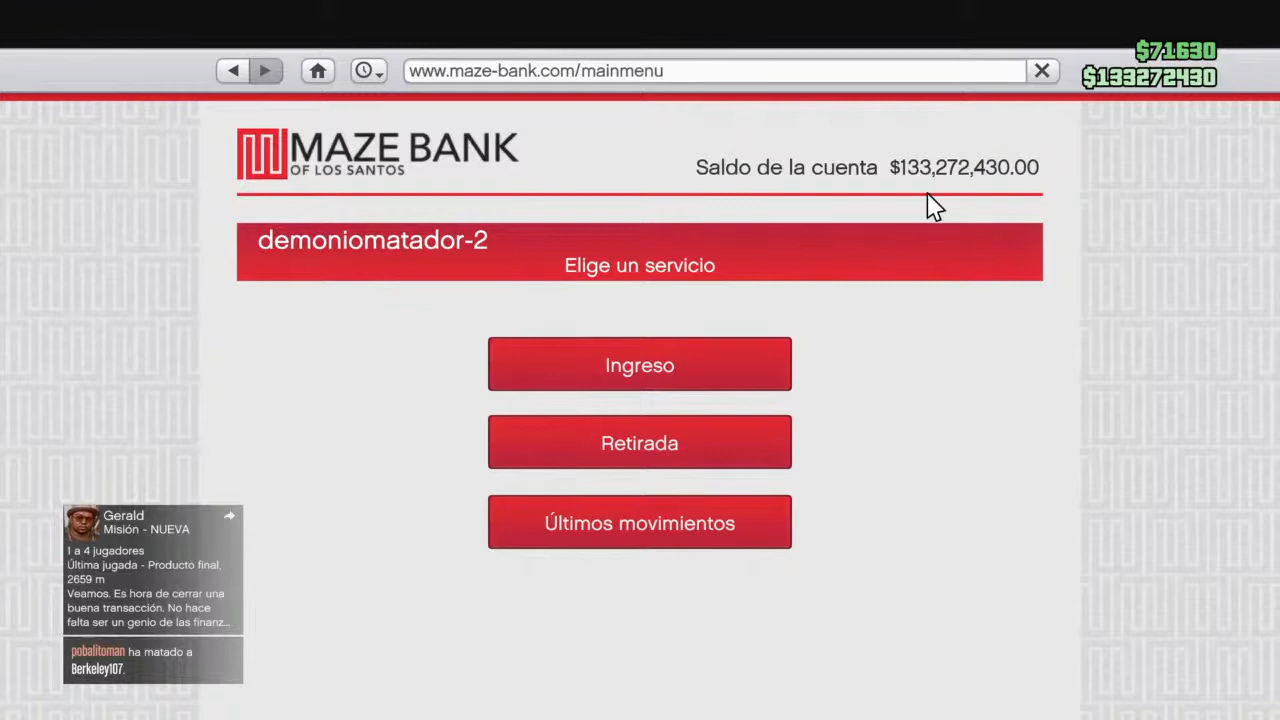 $71630
www.maze-bank.com/mainmenu
$133272430
MAZE BANK
OF LOS SANTOS
Saldo de la cuenta $133,272,430.00
demoniomatador-2
Elige un servicio
Ingreso
Retirada
Últimos movimientos
Gerald
Misión - NUEVA
1 a 4 jugadores
Última jugada - Producto final,
2659 m
Veamos. Es hora de cerrar una
buena transacción. No hace
falta ser un genio de las finanz...
pobalitoman ha matado a
Berkeley107.